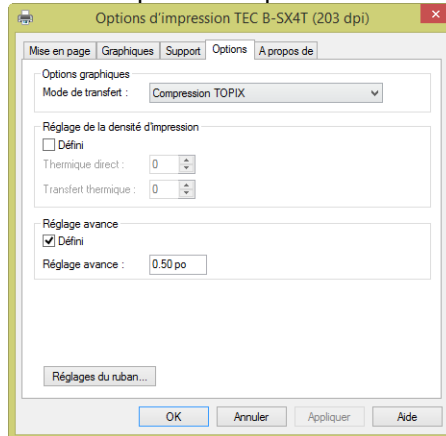 Options d'impression TEC B-SX4T (203 dpi)
Mise en page Graphiques Support Options A propos de
Options graphiques
Mode de transfert : Compression TOPIX
Réglage de la densité d'impression
Défini
Thermique direct : 0
Transfert thermique : 0
Réglage avance
Défini
Réglage avance : 0.50 po
Réglages du ruban...
OK Annuler Appliquer Aide